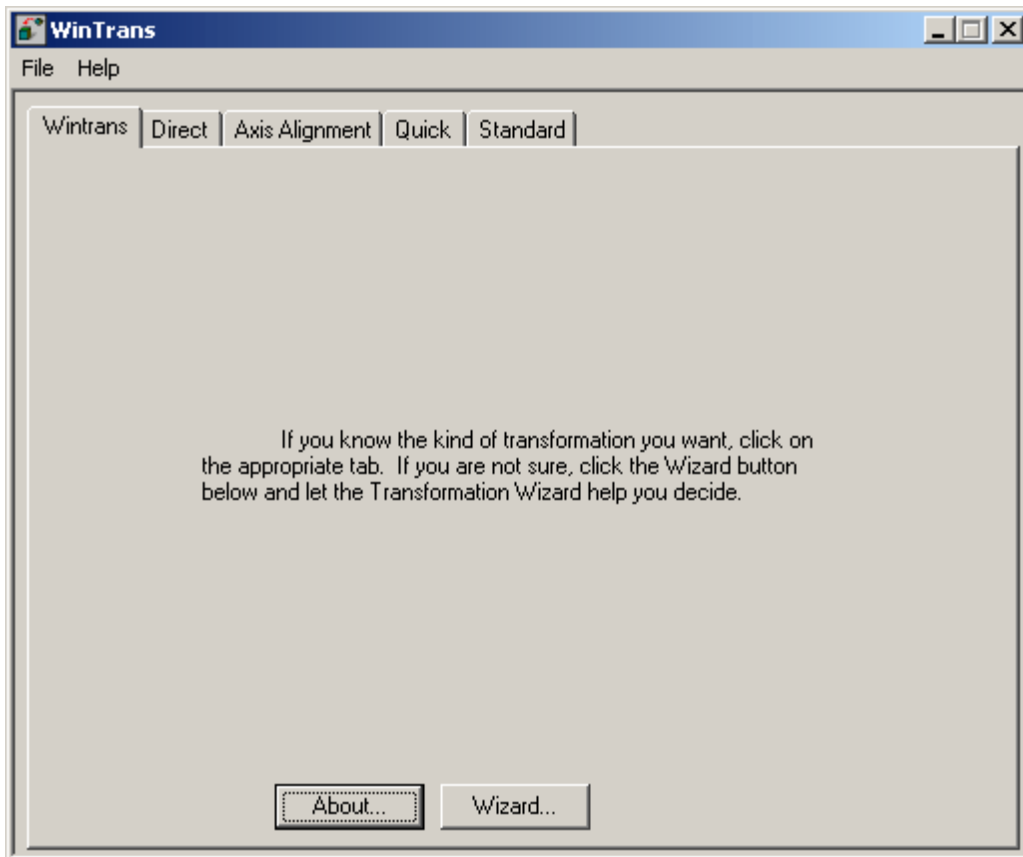 WinTrans
File Help
Wintrans Direct Axis Alignment Quick Standard
If you know the kind of transformation you want, click on
the appropriate tab. If you are not sure, click the Wizard button
below and let the Transformation Wizard help you decide.
About... Wizard...